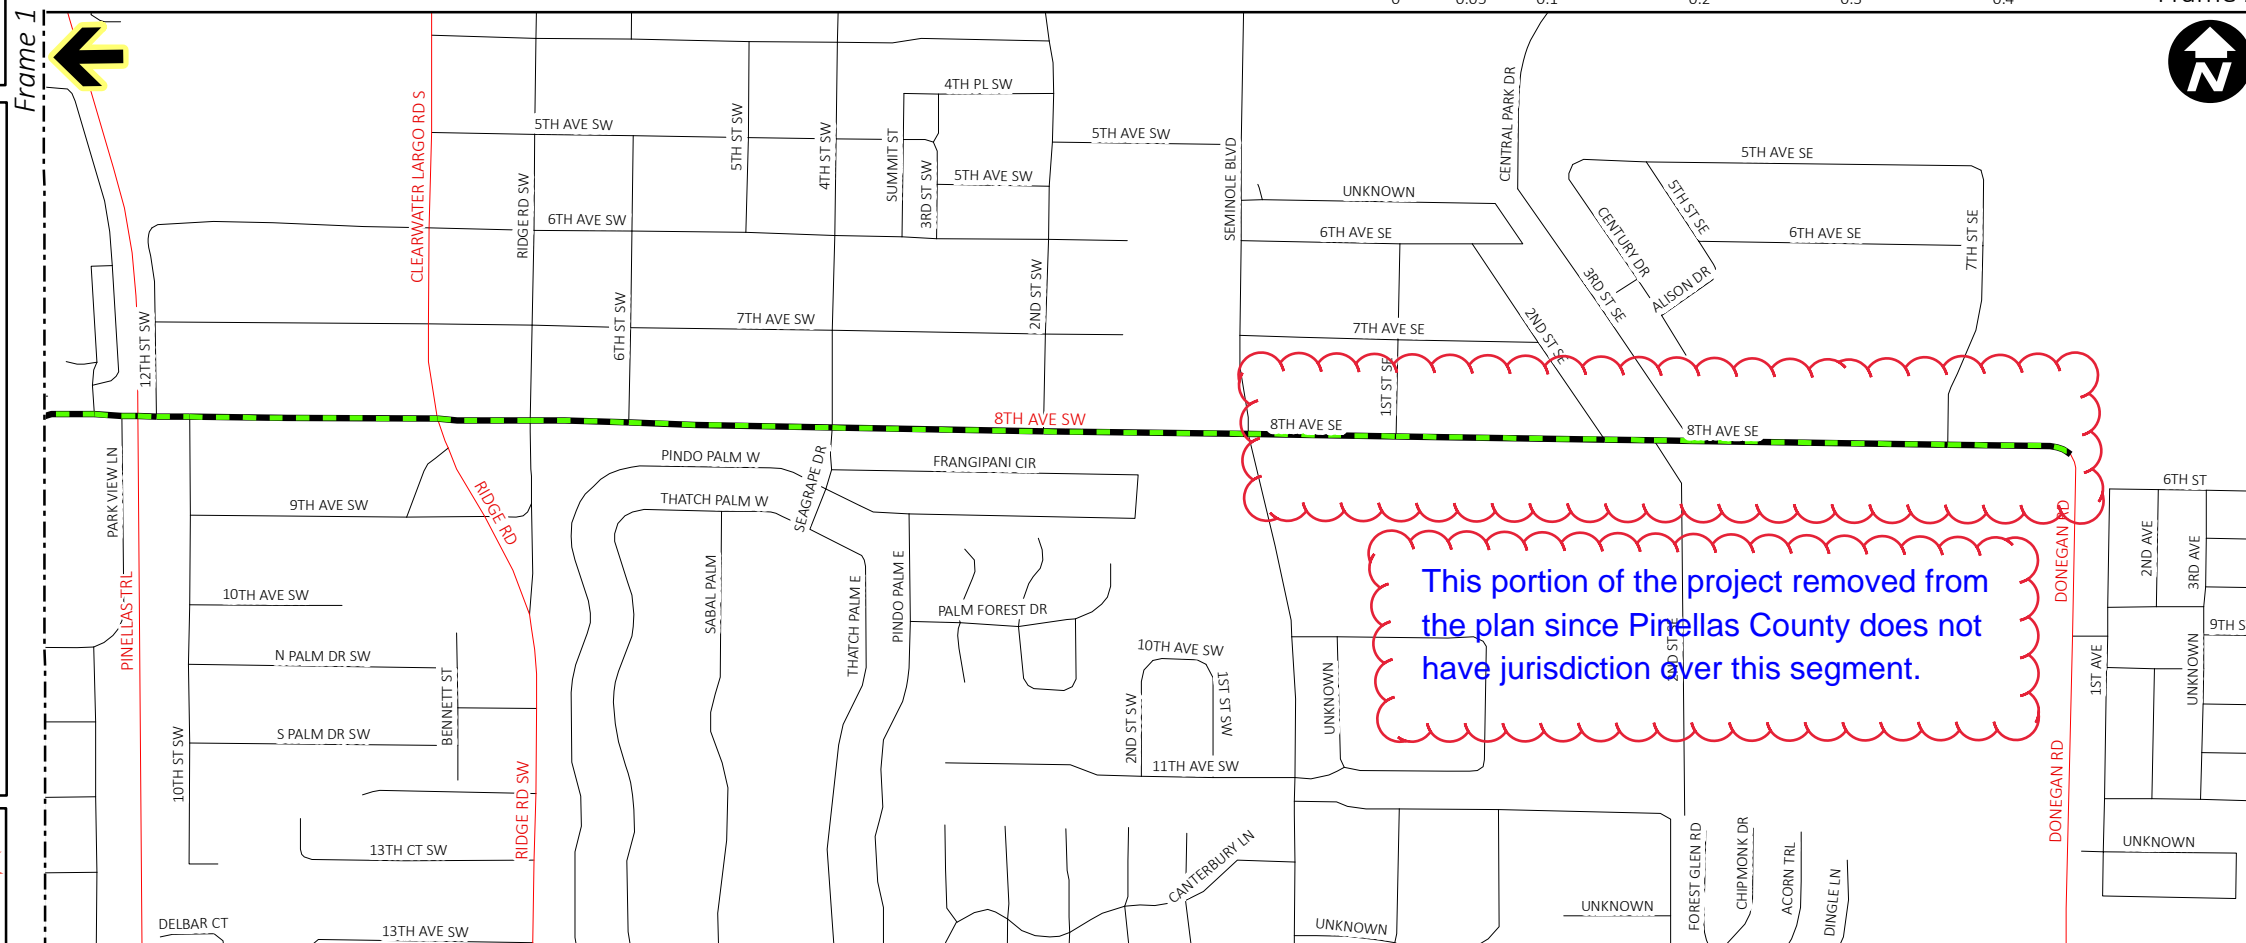 Frame 1
N
4TH PL SW
5TH AVE SW
5TH AVE SW
5TH AVE SW
5TH AVE SE
CLEARWATER LARGO RD S
RIDGE RD SW
5TH ST SW
4TH ST SW
SUMMIT ST
3RD ST SW
SEMINOLE BLVD
CENTRAL PARK DR
UNKNOWN
6TH AVE SW
6TH AVE SE
6TH AVE SE
5TH ST SE
CENTURY DR
ALISON DR
3RD ST SE
7TH ST SE
2ND ST SW
6TH ST SW
12TH ST SW
7TH AVE SW
7TH AVE SE
2ND ST SE
1ST ST SE
8TH AVE SW
8TH AVE SE
8TH AVE SE
PARKVIEW LN
PINELLAS TRL
9TH AVE SW
RIDGE RD
PINDO PALM W
THATCH PALM W
SEAGRAPE DR
FRANGIPANI CIR
SABAL PALM
THATCH PALM E
PINDO PALM E
PALM FOREST DR
10TH AVE SW
10TH AVE SW
N PALM DR SW
S PALM DR SW
BENNETT ST
10TH ST SW
RIDGE RD SW
13TH CT SW
13TH AVE SW
DELBAR CT
2ND ST SW
1ST ST SW
11TH AVE SW
UNKNOWN
CANTERBURY LN
UNKNOWN
This portion of the project removed from
the plan since Pinellas County does not
have jurisdiction over this segment.
2ND ST SE
DONEGAN RD
DONEGAN RD
6TH ST
2ND AVE
3RD AVE
9TH S
1ST AVE
UNKNOWN
UNKNOWN
FOREST GLEN RD
CHIPMONK DR
ACORN TRL
DINGLE LN
UNKNOWN